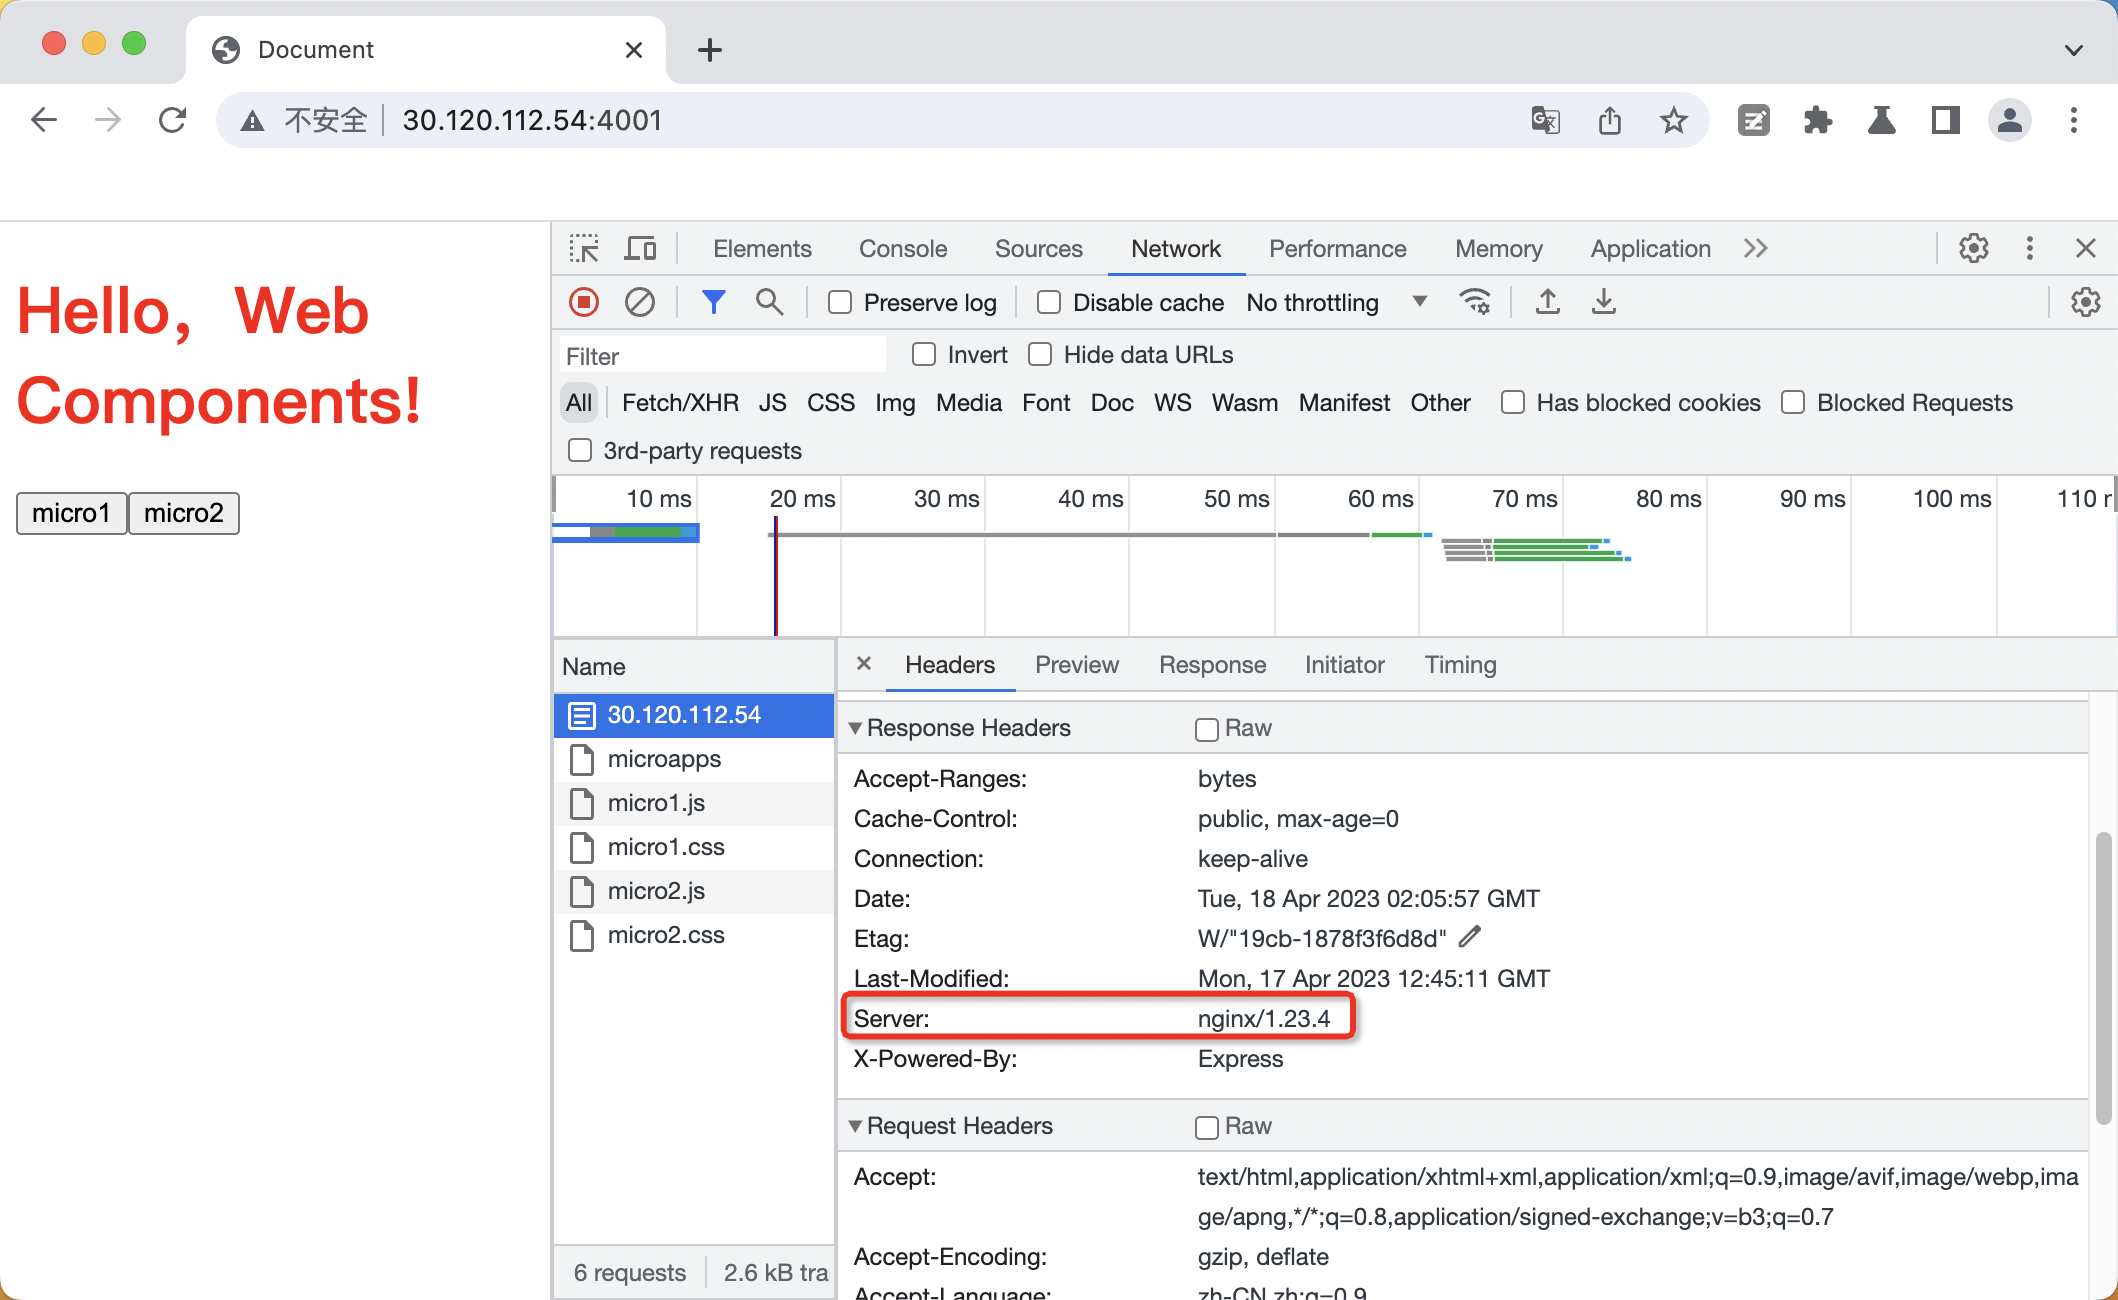 Document
不安全 30.120.112.54:4001
Hello，Web
Components!
micro1 micro2
Elements Console Sources Network Performance Memory Application
Preserve log Disable cache No throttling
Filter Invert Hide data URLs
All Fetch/XHR JS CSS Img Media Font Doc WS Wasm Manifest Other Has blocked cookies Blocked Requests
3rd-party requests
10 ms 20 ms 30 ms 40 ms 50 ms 60 ms 70 ms 80 ms 90 ms 100 ms 110 r
Name
30.120.112.54
microapps
micro1.js
micro1.css
micro2.js
micro2.css
6 requests 2.6 kB tra
Headers Preview Response Initiator Timing
Response Headers Raw
Accept-Ranges: bytes
Cache-Control: public, max-age=0
Connection: keep-alive
Date: Tue, 18 Apr 2023 02:05:57 GMT
Etag: W/"19cb-1878f3f6d8d"
Last-Modified: Mon, 17 Apr 2023 12:45:11 GMT
Server: nginx/1.23.4
X-Powered-By: Express
Request Headers Raw
Accept: text/html,application/xhtml+xml,application/xml;q=0.9,image/avif,image/webp,ima
ge/apng,*/*;q=0.8,application/signed-exchange;v=b3;q=0.7
Accept-Encoding: gzip, deflate
Accept-Language: zh-CN,zh;q=0.9